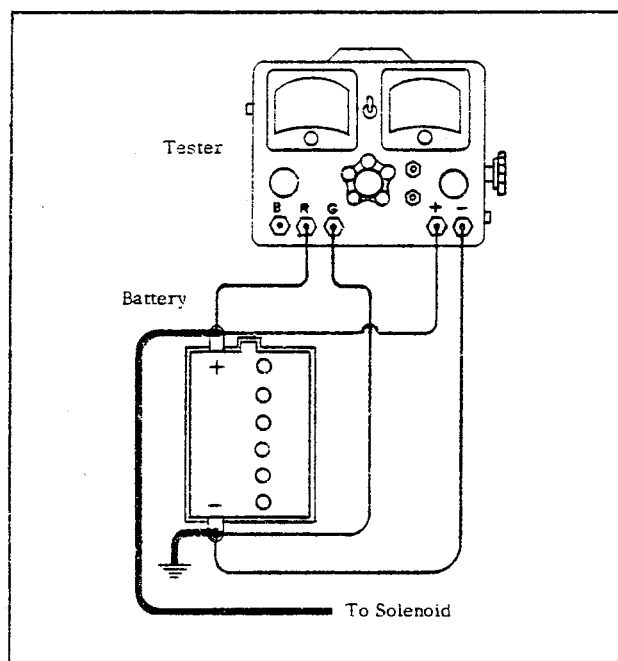 Tester
B R G + -
Battery
+
-
To Solenoid